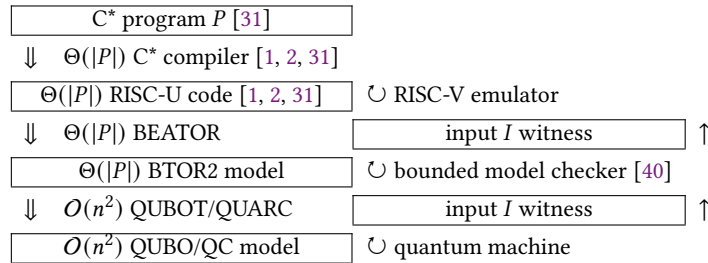 C* program P [31]
⇓ Θ(|P|) C* compiler [1, 2, 31]
Θ(|P|) RISC-U code [1, 2, 31] ↻ RISC-V emulator
⇓ Θ(|P|) BEATOR input I witness ↑
Θ(|P|) BTOR2 model ↻ bounded model checker [40]
⇓ O(n²) QUBOT/QUARC input I witness ↑
O(n²) QUBO/QC model ↻ quantum machine